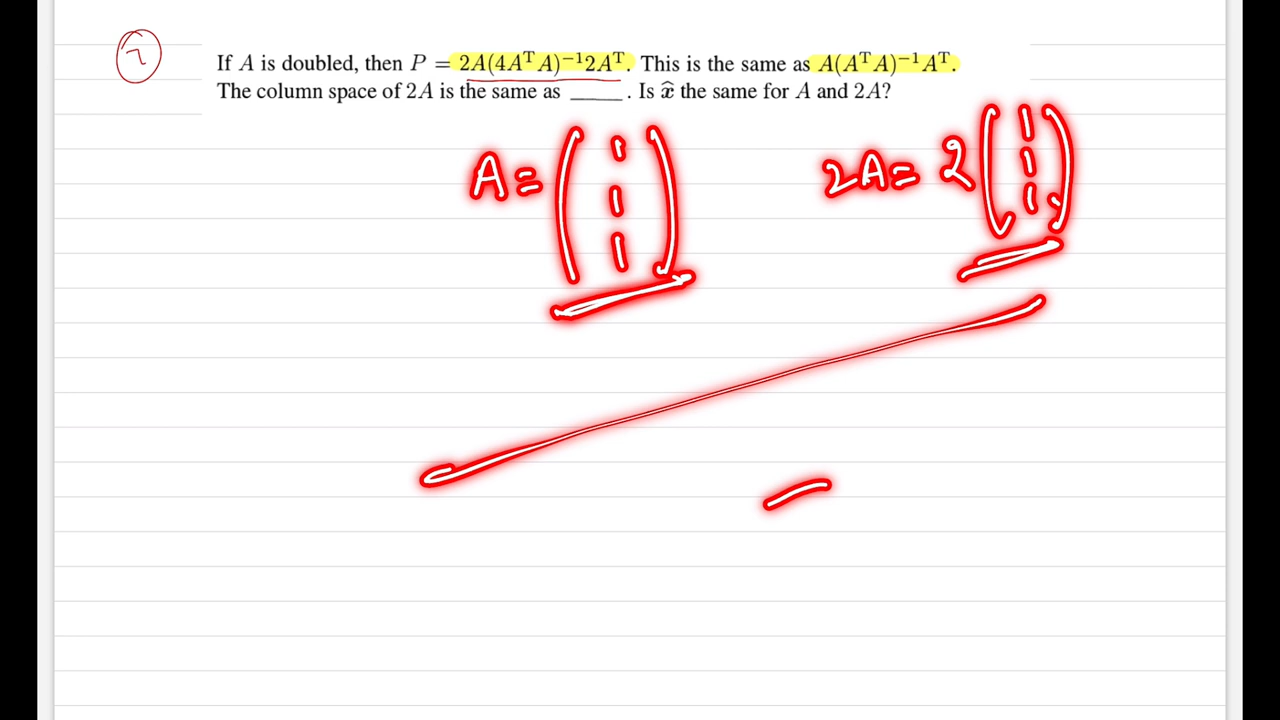 7
If A is doubled, then P = 2A(4AᵀA)⁻¹2Aᵀ. This is the same as A(AᵀA)⁻¹Aᵀ.
The column space of 2A is the same as _____ . Is x̂ the same for A and 2A?
A = ( 1 1 1 ) 2A = 2 ( 1 1 1 )